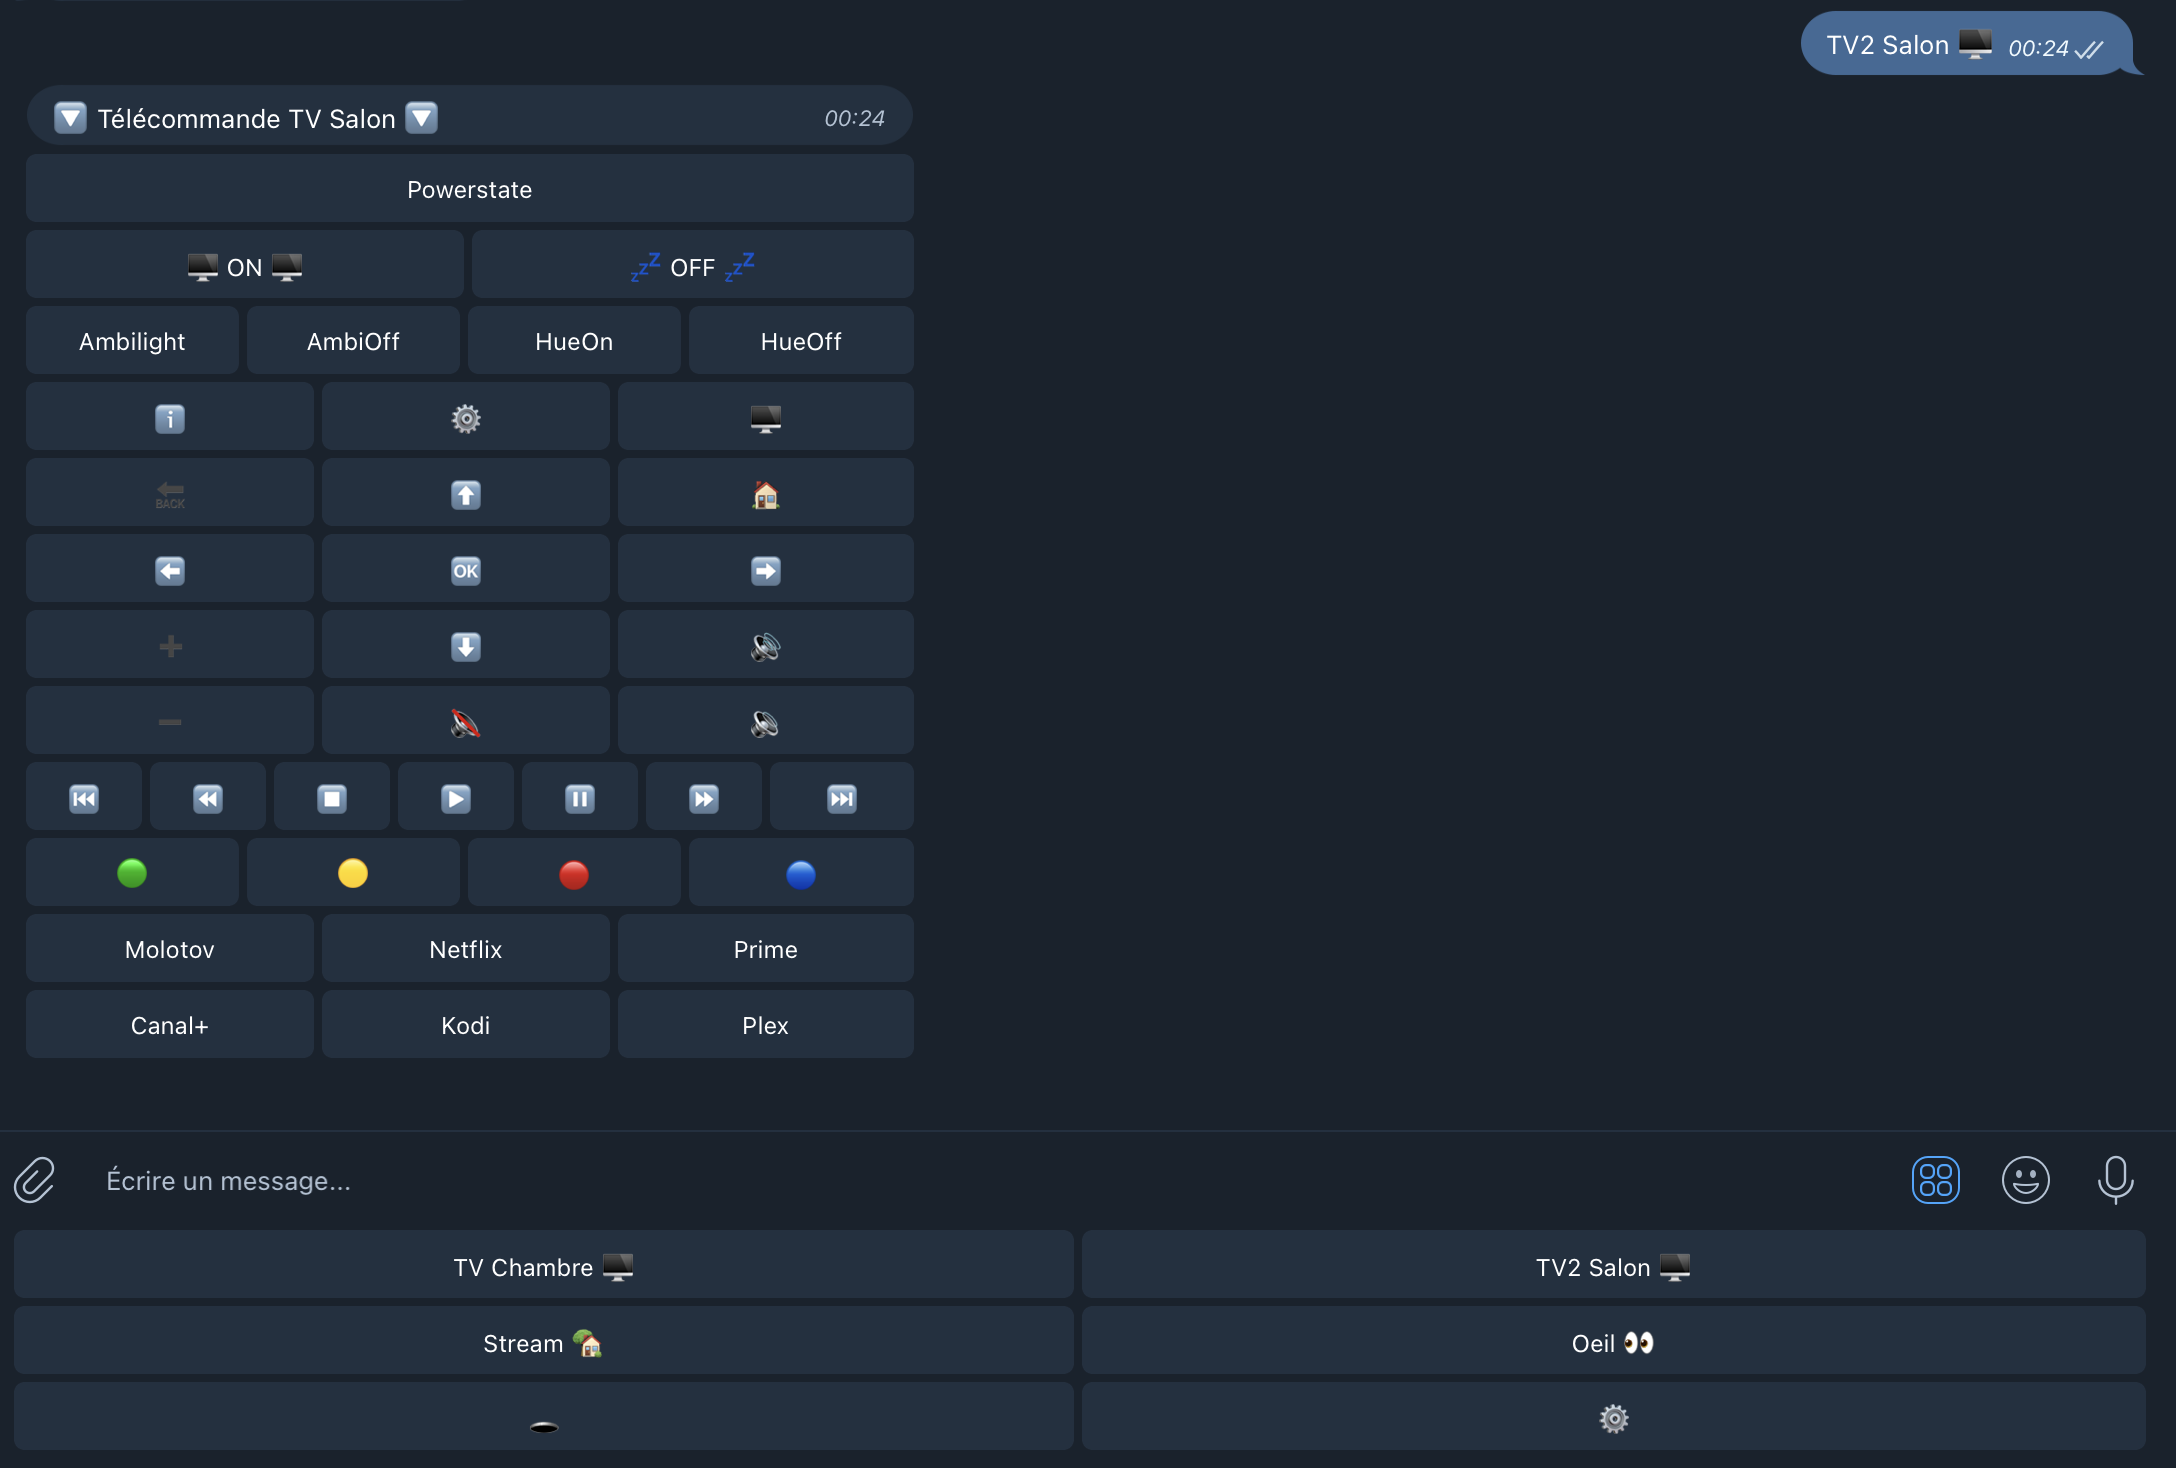 TV2 Salon 🖥️ 00:24
🔽 Télécommande TV Salon 🔽 00:24
Powerstate
🖥️ ON 🖥️ 💤 OFF 💤
Ambilight AmbiOff HueOn HueOff
ℹ️ ⚙️ 🖥️
🔙 BACK ⬆️ 🏠
⬅️ 🆗 ➡️
➕ ⬇️ 🔊
➖ 🔇 🔉
⏮️ ⏪ ⏹️ ▶️ ⏸️ ⏩ ⏭️
🟢 🟡 🔴 🔵
Molotov Netflix Prime
Canal+ Kodi Plex
Écrire un message...
TV Chambre 🖥️ TV2 Salon 🖥️
Stream 🏡 Oeil 👀
🕳️ ⚙️